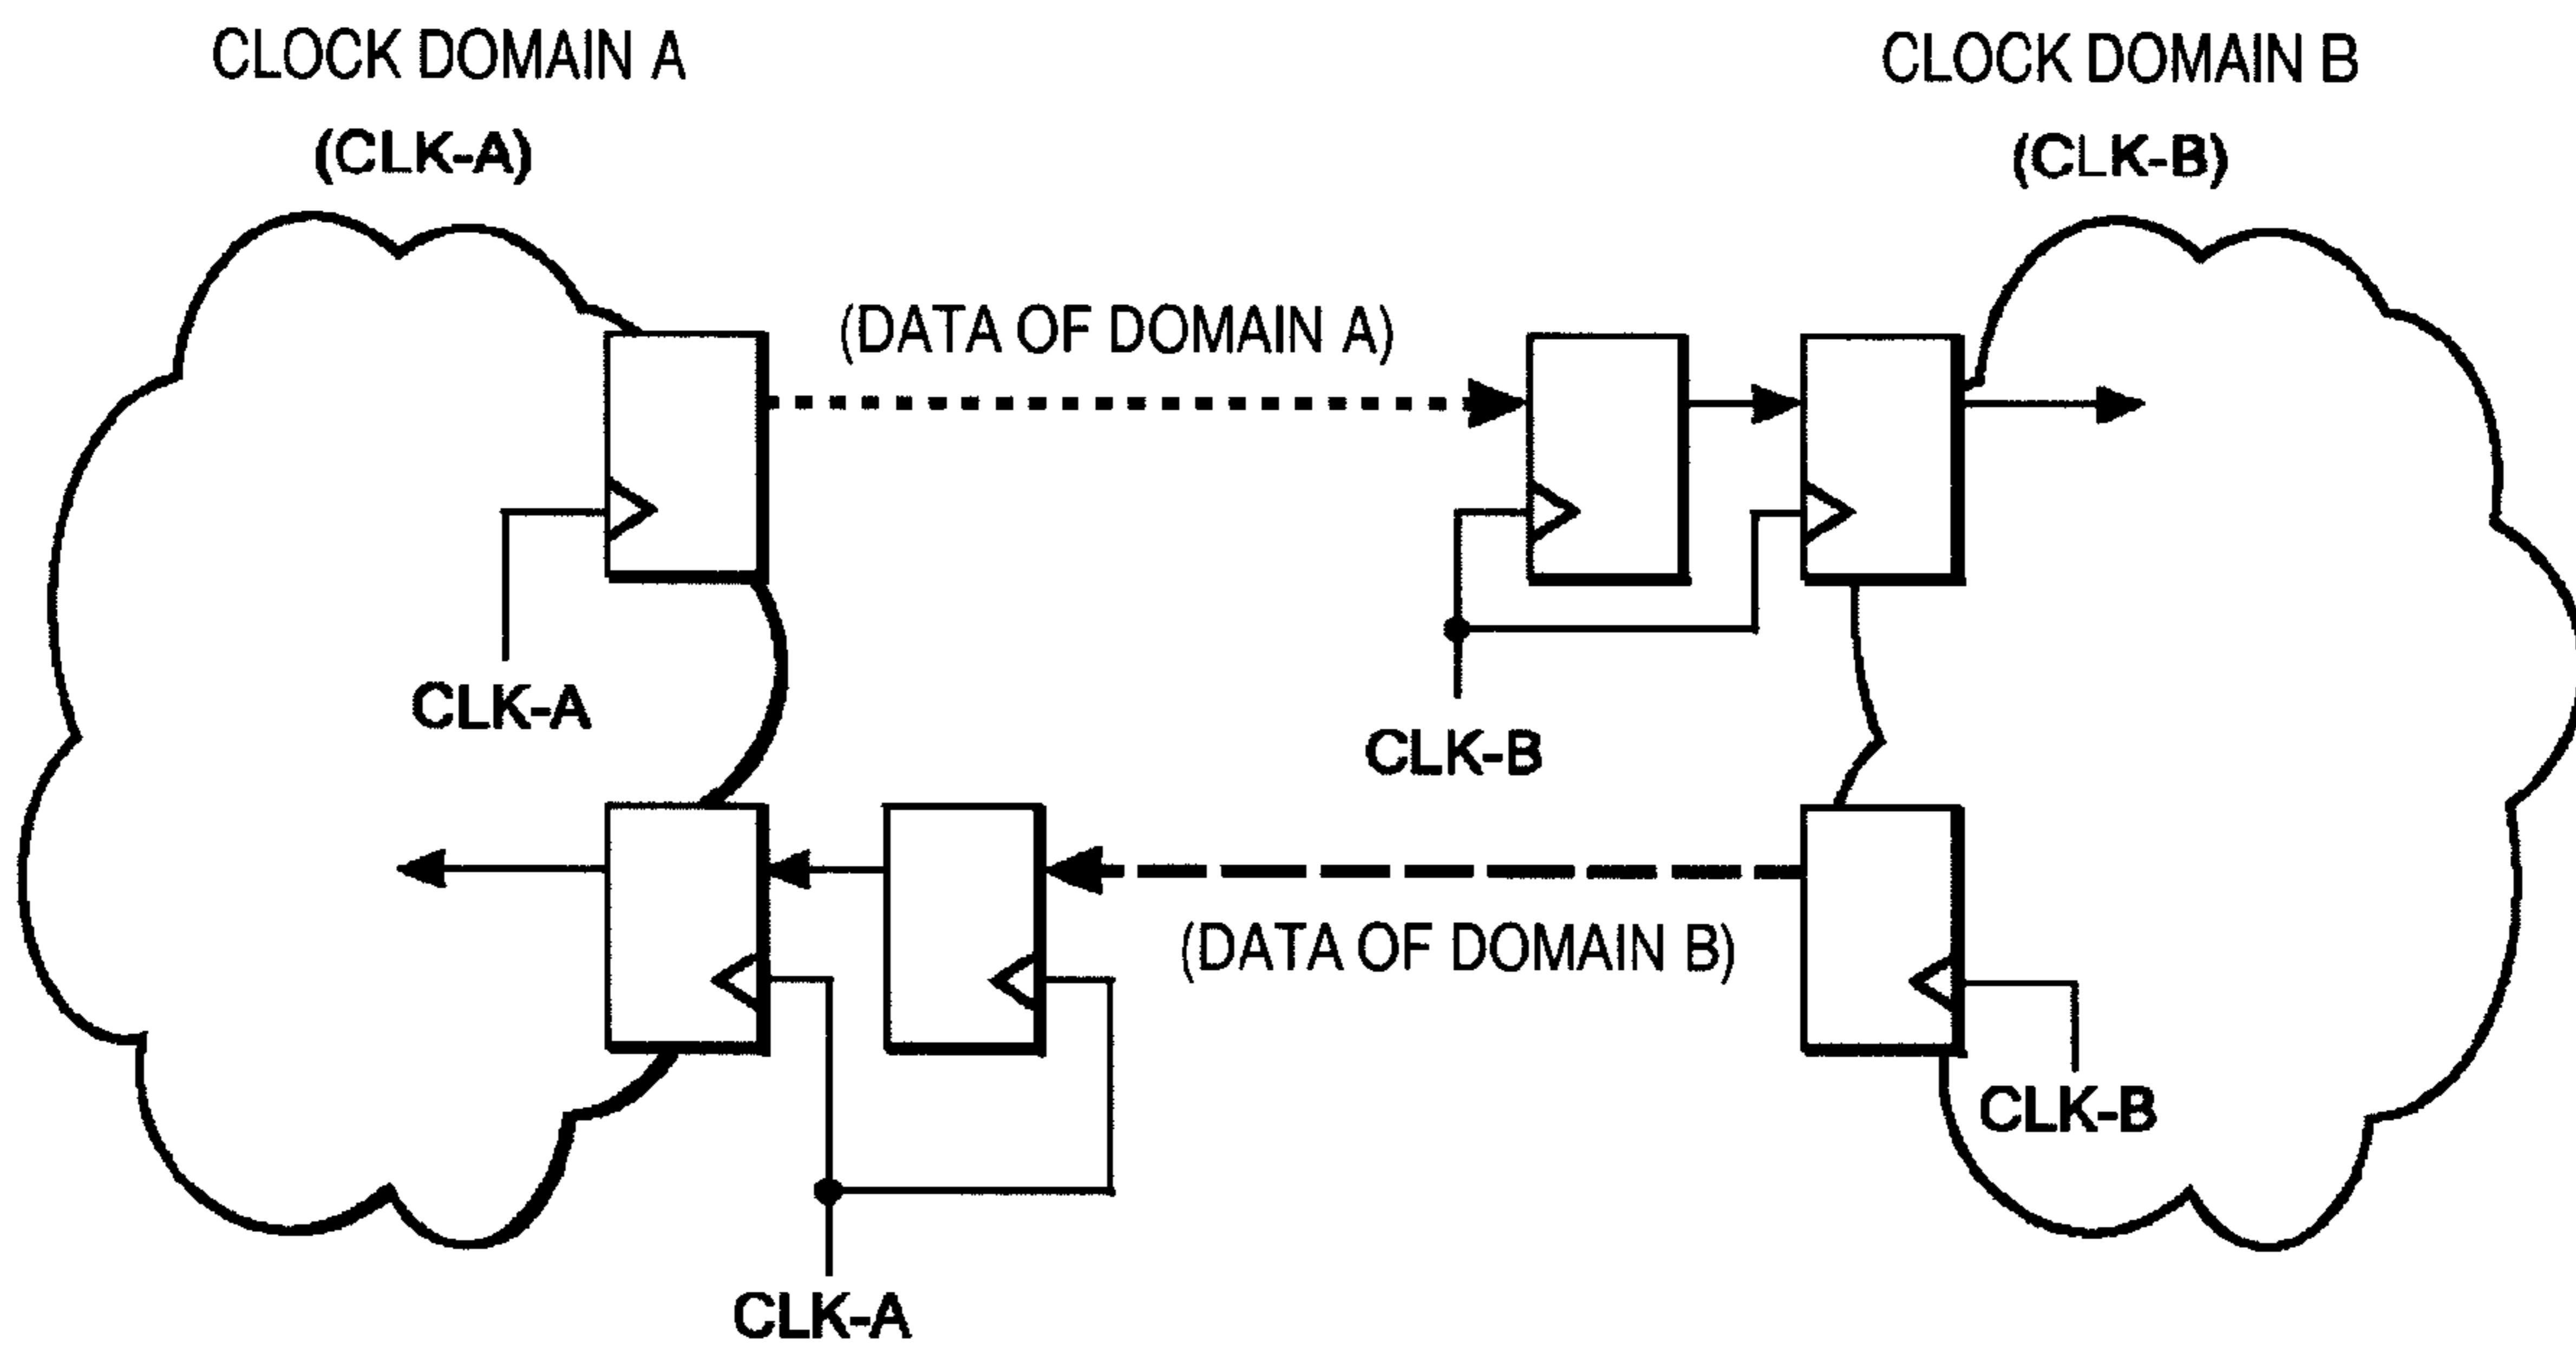 CLOCK DOMAIN A
(CLK-A)
CLOCK DOMAIN B
(CLK-B)
(DATA OF DOMAIN A)
CLK-A
CLK-B
(DATA OF DOMAIN B)
CLK-B
CLK-A